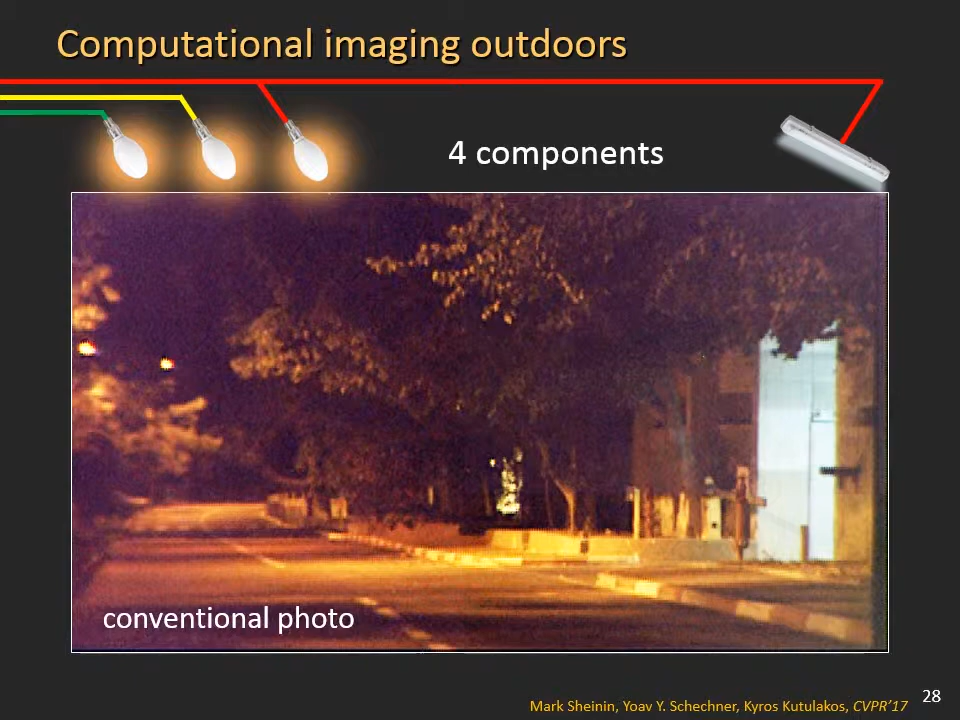 Computational imaging outdoors
4 components
conventional photo
Mark Sheinin, Yoav Y. Schechner, Kyros Kutulakos, CVPR’17
28